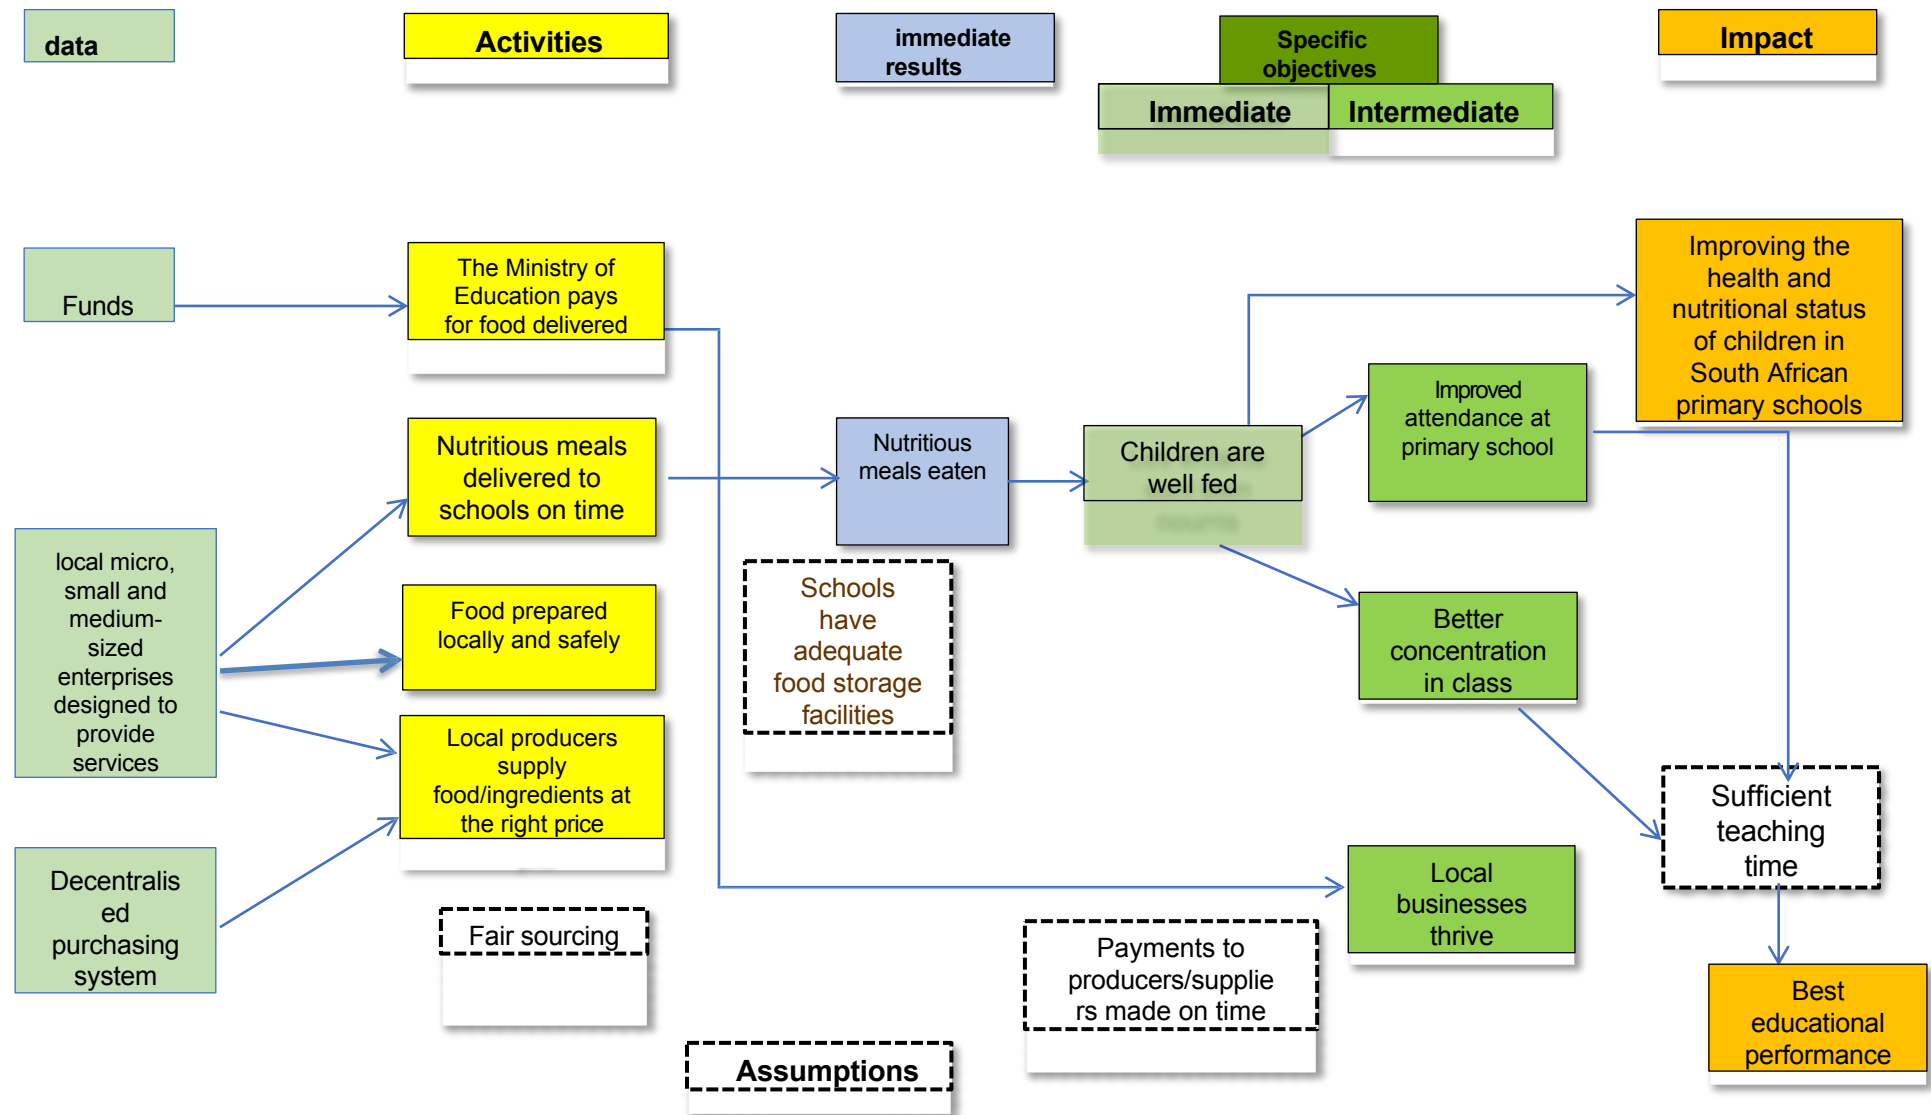 data
Activities
immediate
results
Specific
objectives
Immediate
Intermediate
Impact
Funds
The Ministry of
Education pays
for food delivered
Improving the
health and
nutritional status
of children in
South African
primary schools
Improved
attendance at
primary school
Nutritious meals
delivered to
schools on time
Nutritious
meals eaten
Children are
well fed
local micro,
small and
medium-
sized
enterprises
designed to
provide
services
Food prepared
locally and safely
Schools
have
adequate
food storage
facilities
Better
concentration
in class
Local producers
supply
food/ingredients at
the right price
Sufficient
teaching
time
Decentralis
ed
purchasing
system
Fair sourcing
Payments to
producers/supplie
rs made on time
Local
businesses
thrive
Best
educational
performance
Assumptions